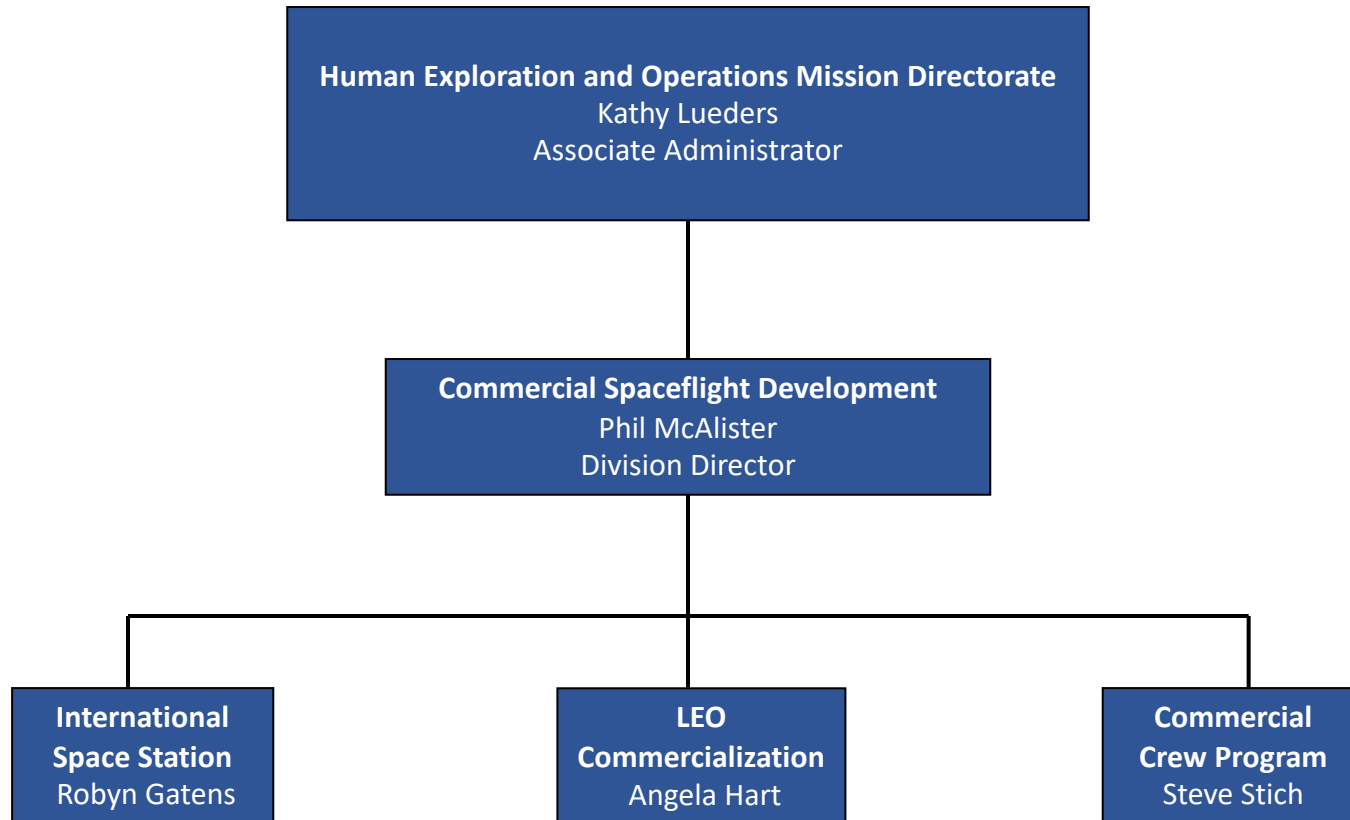 Human Exploration and Operations Mission Directorate
Kathy Lueders
Associate Administrator
Commercial Spaceflight Development
Phil McAlister
Division Director
International
Space Station
Robyn Gatens
LEO
Commercialization
Angela Hart
Commercial
Crew Program
Steve Stich